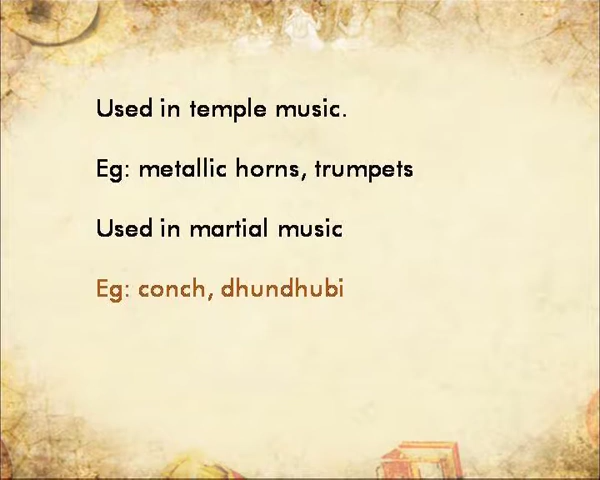 Used in temple music.
Eg: metallic horns, trumpets
Used in martial music
Eg: conch, dhundhubi